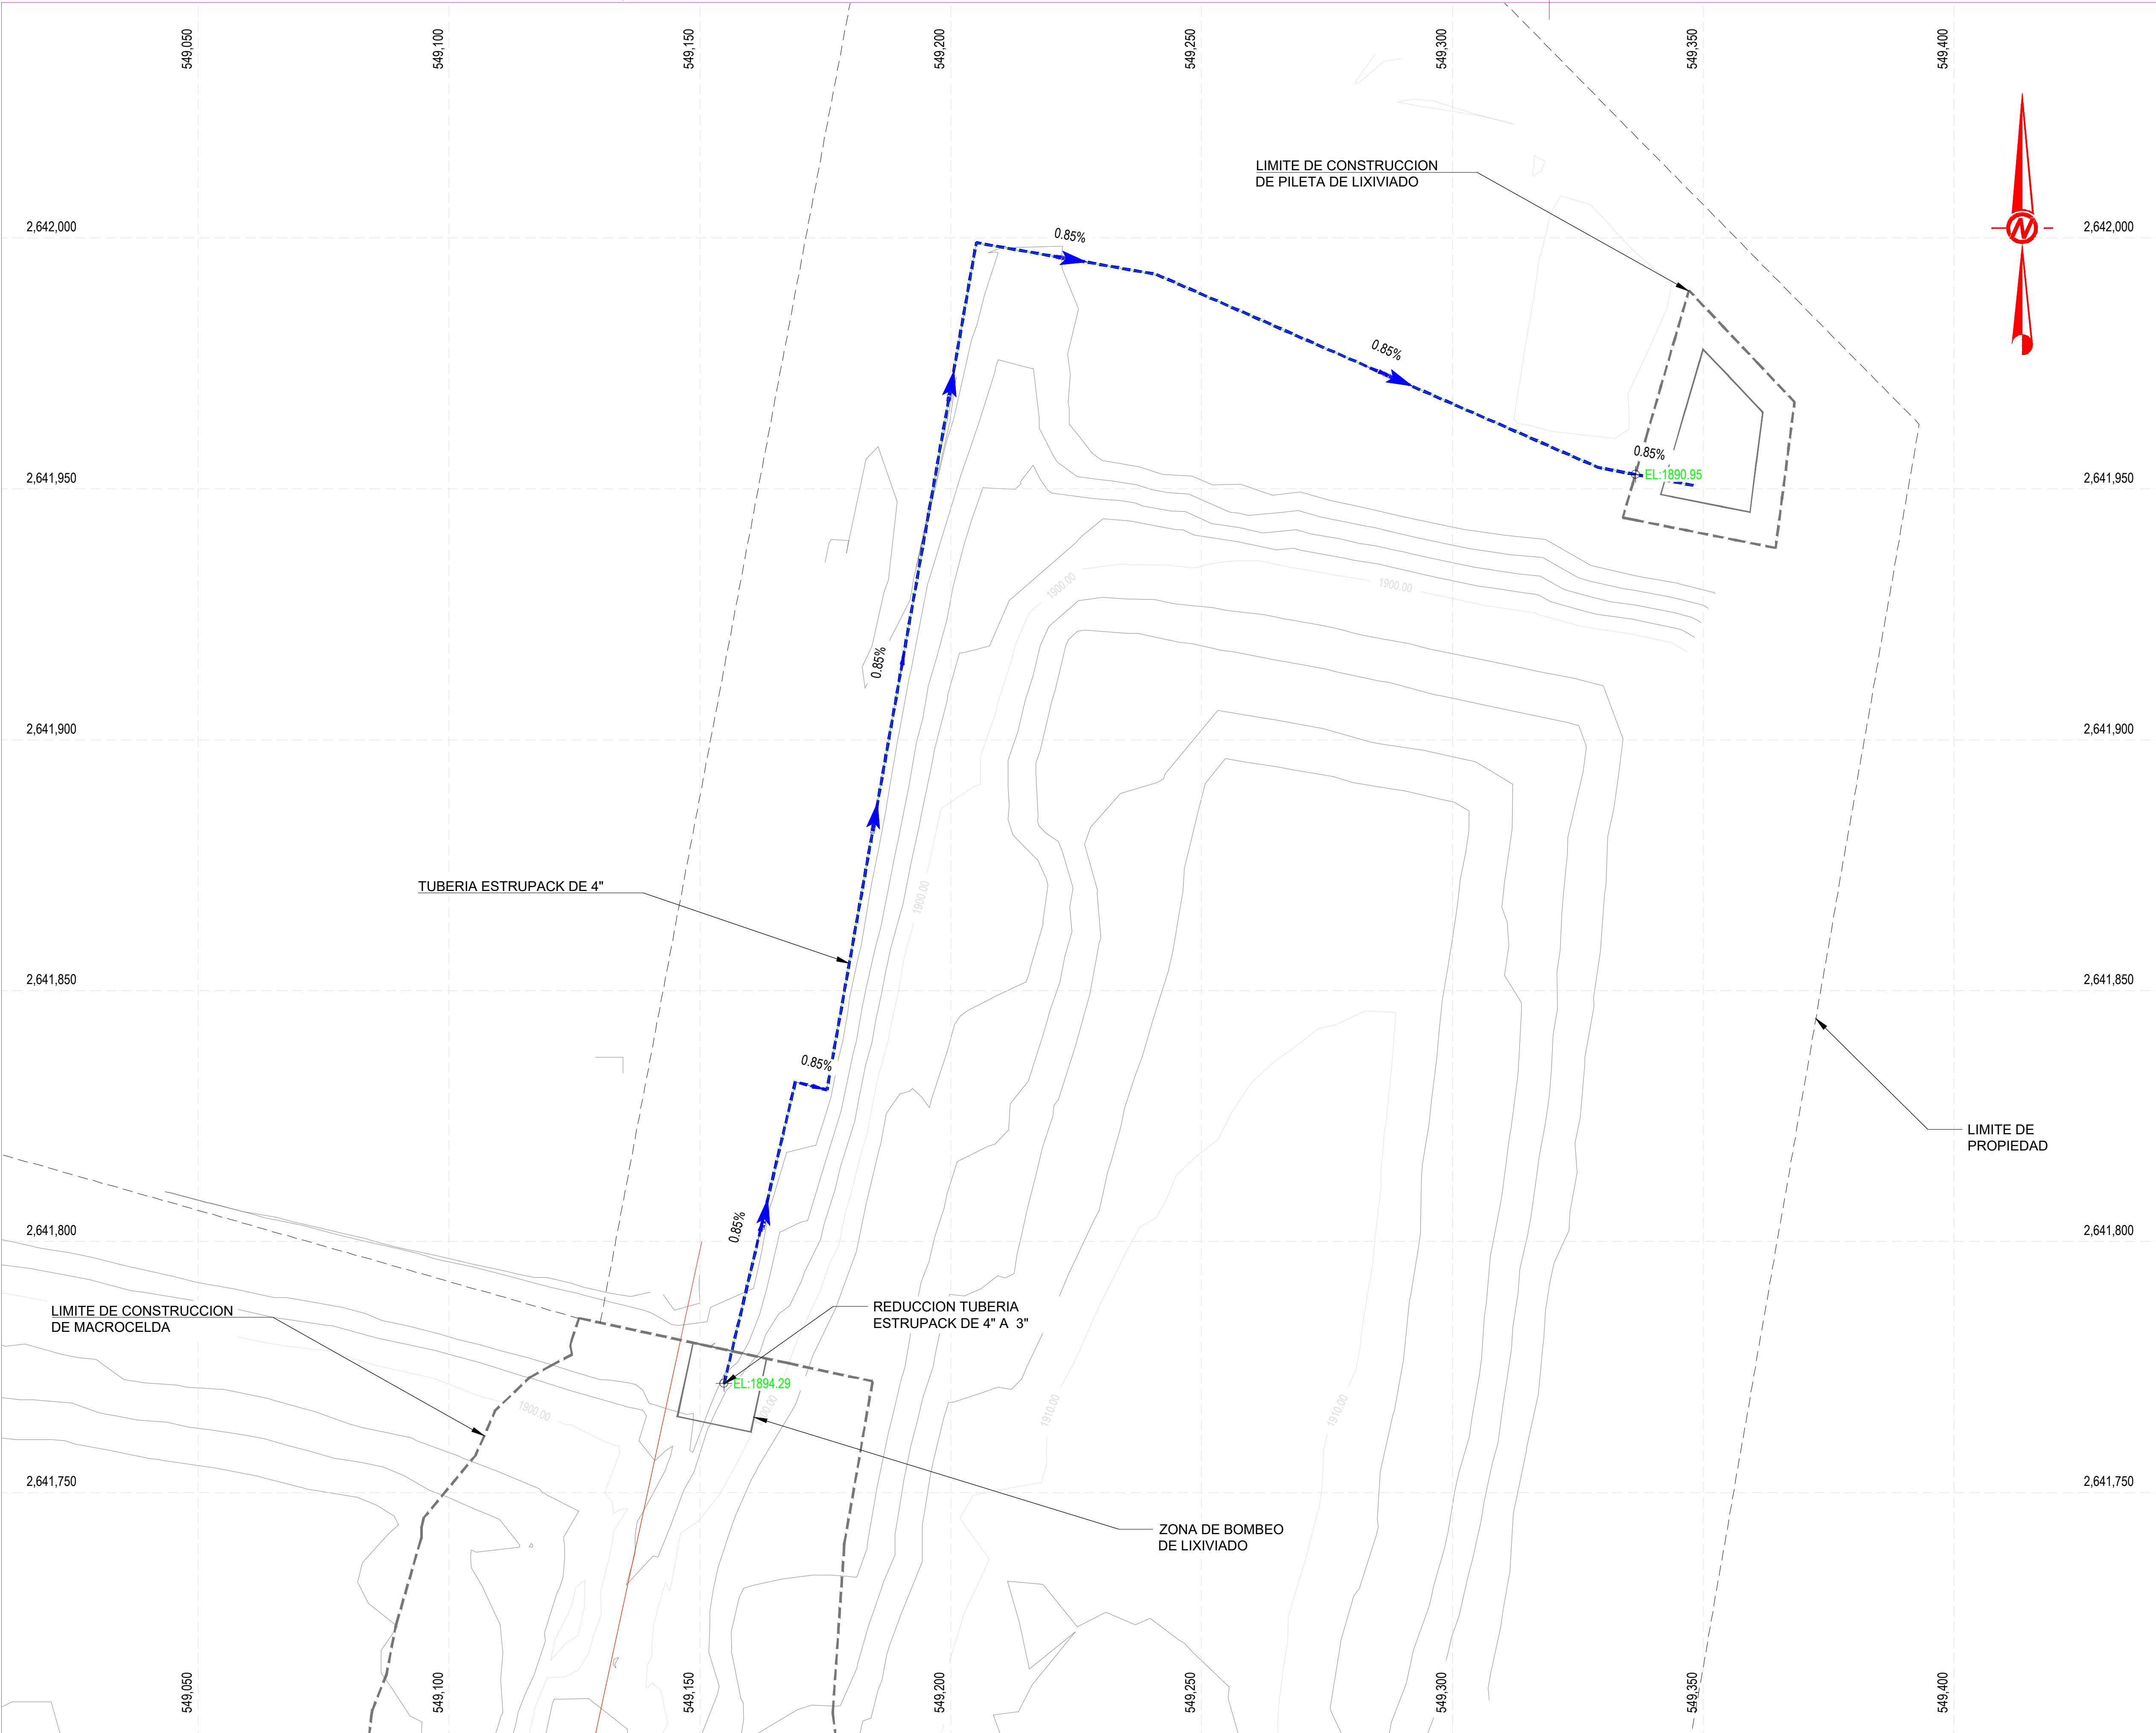 549,050
549,100
549,150
549,200
549,250
549,300
549,350
549,400
LIMITE DE CONSTRUCCION
DE PILETA DE LIXIVIADO
N
2,642,000
0.85%
2,642,000
0.85%
0.85%
2,641,950
EL:1890.95
2,641,950
1900.00
1900.00
0.85%
2,641,900
2,641,900
TUBERIA ESTRUPACK DE 4"
1900.00
2,641,850
2,641,850
0.85%
LIMITE DE
PROPIEDAD
0.85%
2,641,800
2,641,800
LIMITE DE CONSTRUCCION
DE MACROCELDA
REDUCCION TUBERIA
ESTRUPACK DE 4" A 3"
EL:1894.29
1900.00
1910.00
1910.00
2,641,750
2,641,750
ZONA DE BOMBEO
DE LIXIVIADO
549,050
549,100
549,150
549,200
549,250
549,300
549,350
549,400